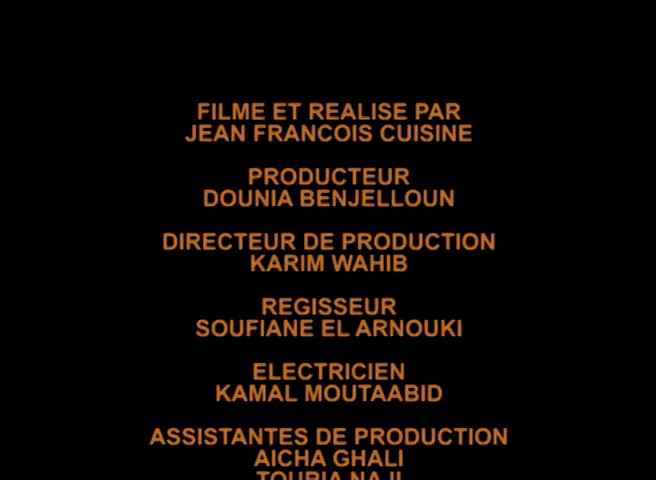 FILME ET REALISE PAR
JEAN FRANCOIS CUISINE
PRODUCTEUR
DOUNIA BENJELLOUN
DIRECTEUR DE PRODUCTION
KARIM WAHIB
REGISSEUR
SOUFIANE EL ARNOUKI
ELECTRICIEN
KAMAL MOUTAABID
ASSISTANTES DE PRODUCTION
AICHA GHALI